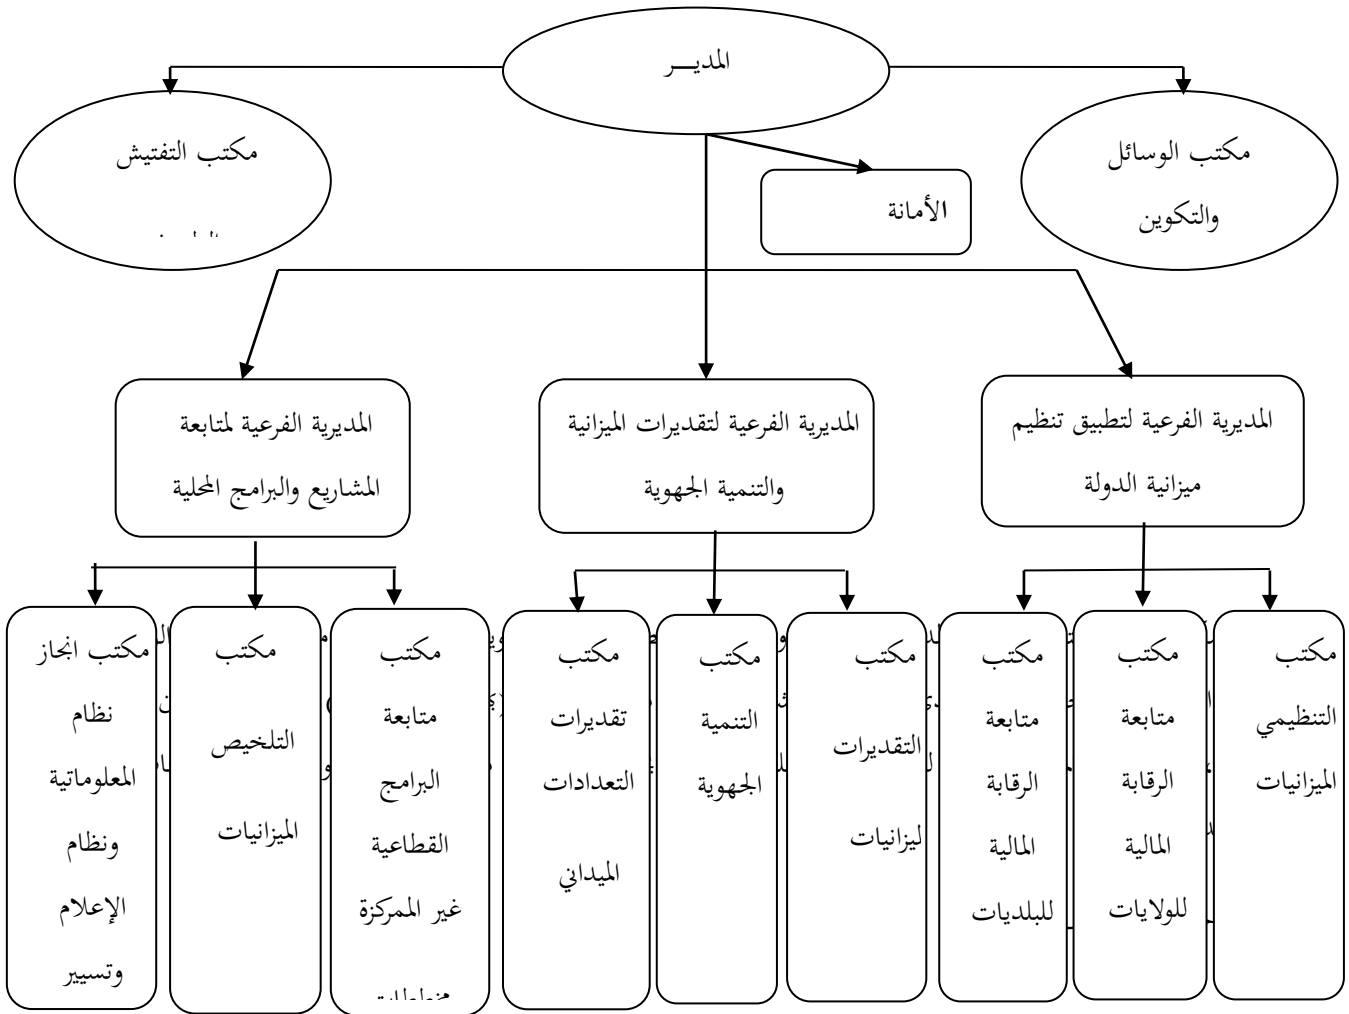 المديـــر
مكتب الوسائل
والتكوين
مكتب التفتيش
الأمانة
المديرية الفرعية لتطبيق تنظيم
ميزانية الدولة
المديرية الفرعية لتقديرات الميزانية
والتنمية الجهوية
المديرية الفرعية لمتابعة
المشاريع والبرامج المحلية
مكتب
التنظيمي
الميزانيات
مكتب
متابعة
الرقابة
المالية
للولايات
مكتب
متابعة
الرقابة
المالية
للبلديات
مكتب
التقديرات
ليزانيات
مكتب
التنمية
الجهوية
مكتب
تقديرات
التعدادات
الميداني
مكتب
متابعة
البرامج
القطاعية
غير الممركزة
مكتب
التلخيص
الميزانيات
مكتب انجاز
نظام
المعلوماتية
ونظام
الإعلام
وتسيير